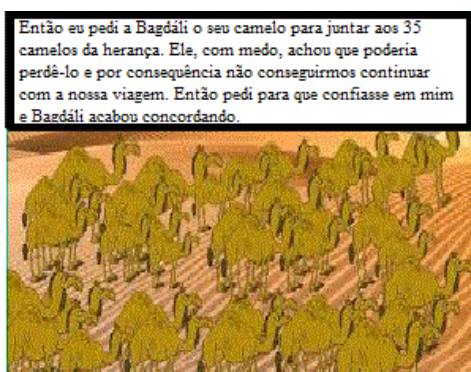 Então eu pedi a Bagdáli o seu camelo para juntar aos 35
camelos da herança. Ele, com medo, achou que poderia
perdê-lo e por consequência não conseguirmos continuar
com a nossa viagem. Então pedi para que confiasse em mim
e Bagdáli acabou concordando.